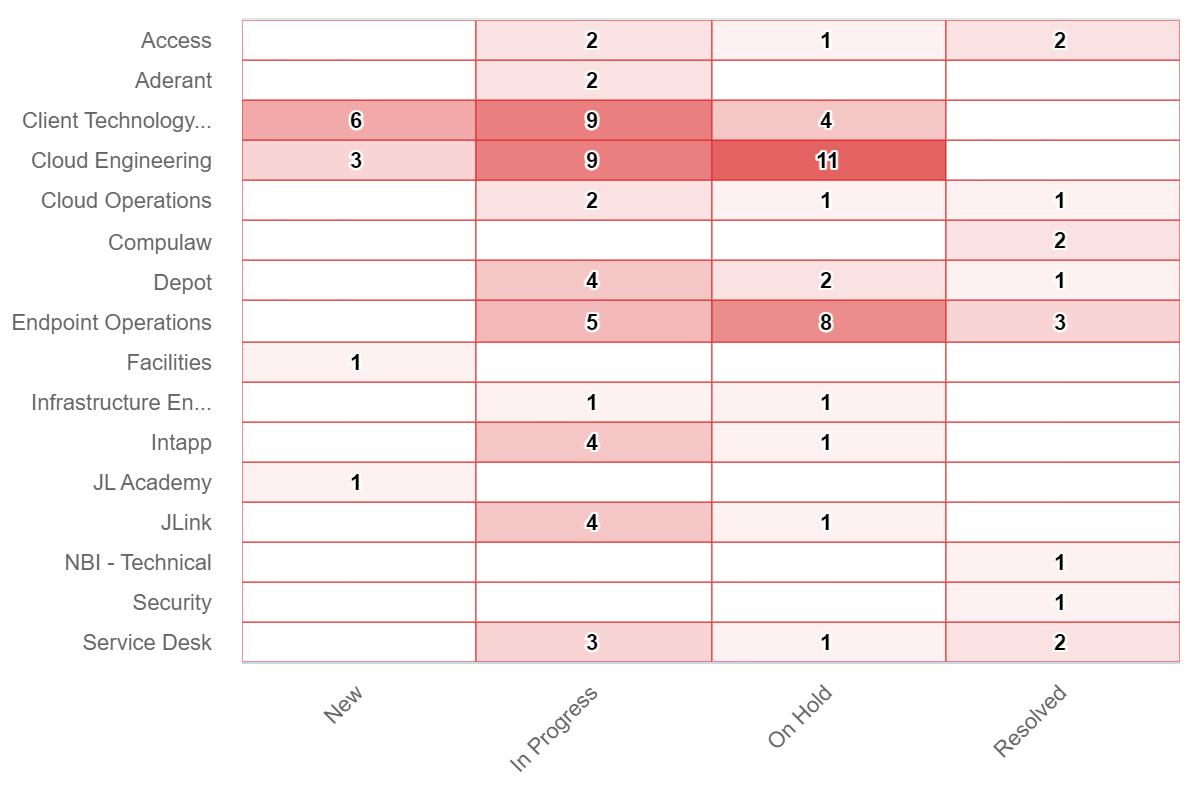 Access 2 1 2
Aderant 2
Client Technology... 6 9 4
Cloud Engineering 3 9 11
Cloud Operations 2 1 1
Compulaw 2
Depot 4 2 1
Endpoint Operations 5 8 3
Facilities 1
Infrastructure En... 1 1
Intapp 4 1
JL Academy 1
JLink 4 1
NBI - Technical 1
Security 1
Service Desk 3 1 2
New In Progress On Hold Resolved